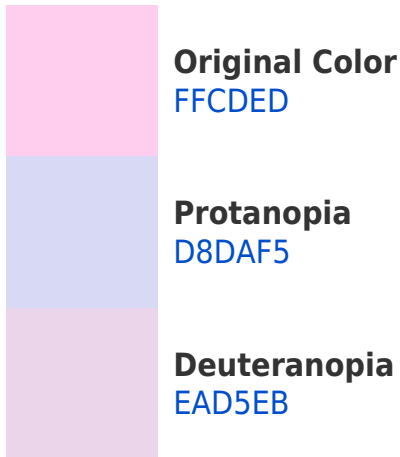 Original Color
FFCDED
Protanopia
D8DAF5
Deuteranopia
EAD5EB